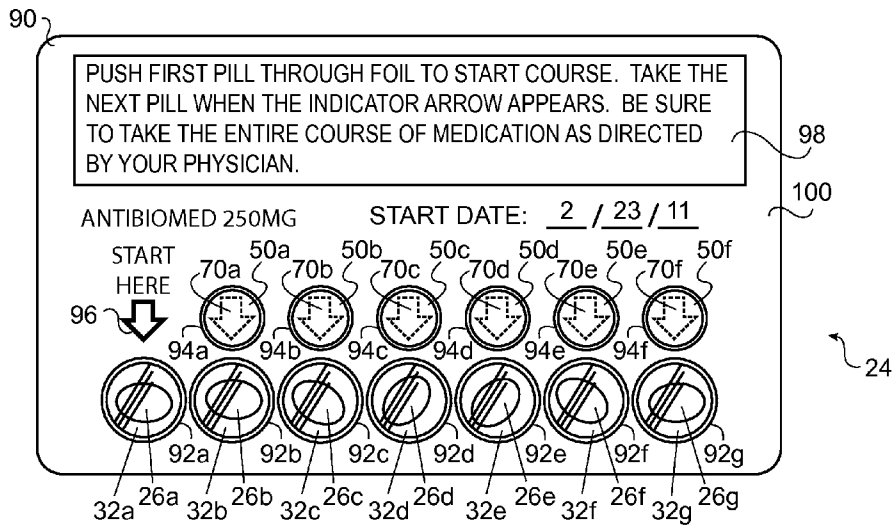 90
PUSH FIRST PILL THROUGH FOIL TO START COURSE. TAKE THE
NEXT PILL WHEN THE INDICATOR ARROW APPEARS. BE SURE
TO TAKE THE ENTIRE COURSE OF MEDICATION AS DIRECTED
BY YOUR PHYSICIAN.
98
100
ANTIBIOMED 250MG START DATE: 2 / 23 / 11
START
HERE
70a 50a 70b 50b 70c 50c 70d 50d 70e 50e 70f 50f
96
94a 94b 94c 94d 94e 94f
24
92a 92b 92c 92d 92e 92f 92g
32a 26a 32b 26b 32c 26c 32d 26d 32e 26e 32f 26f 32g 26g